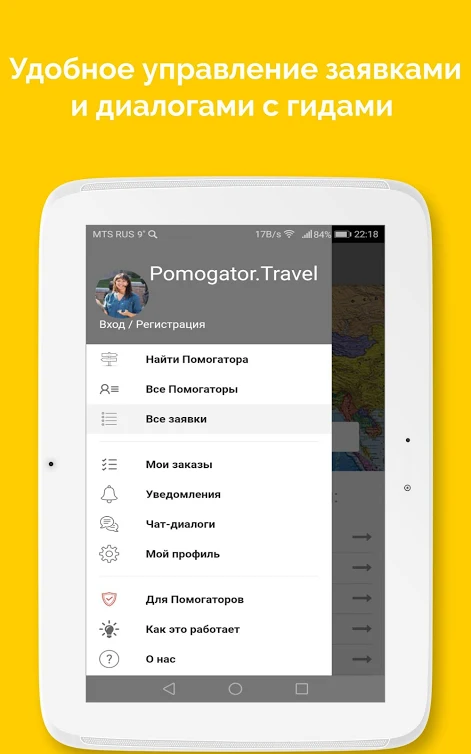 Удобное управление заявками
и диалогами с гидами
MTS RUS 9° 17B/s 84% 22:18
Pomogator.Travel
Вход / Регистрация
Найти Помогатора
Все Помогаторы
Все заявки
Мои заказы
Уведомления
Чат-диалоги
Мой профиль
Для Помогаторов
Как это работает
? О нас